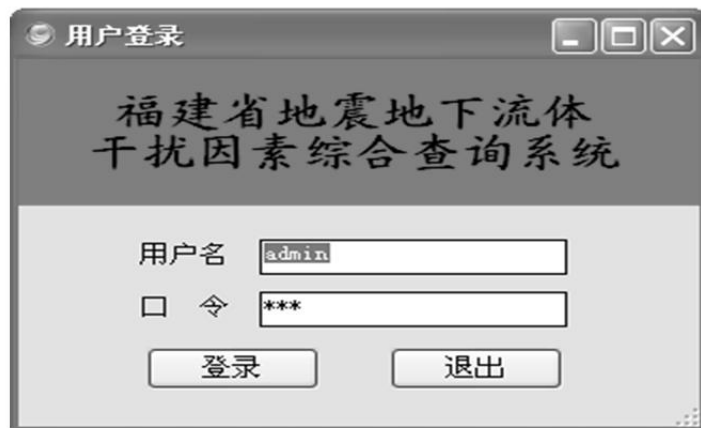 用户登录
福建省地震地下流体
干扰因素综合查询系统
用户名 admin
口 令 ***
登录 退出